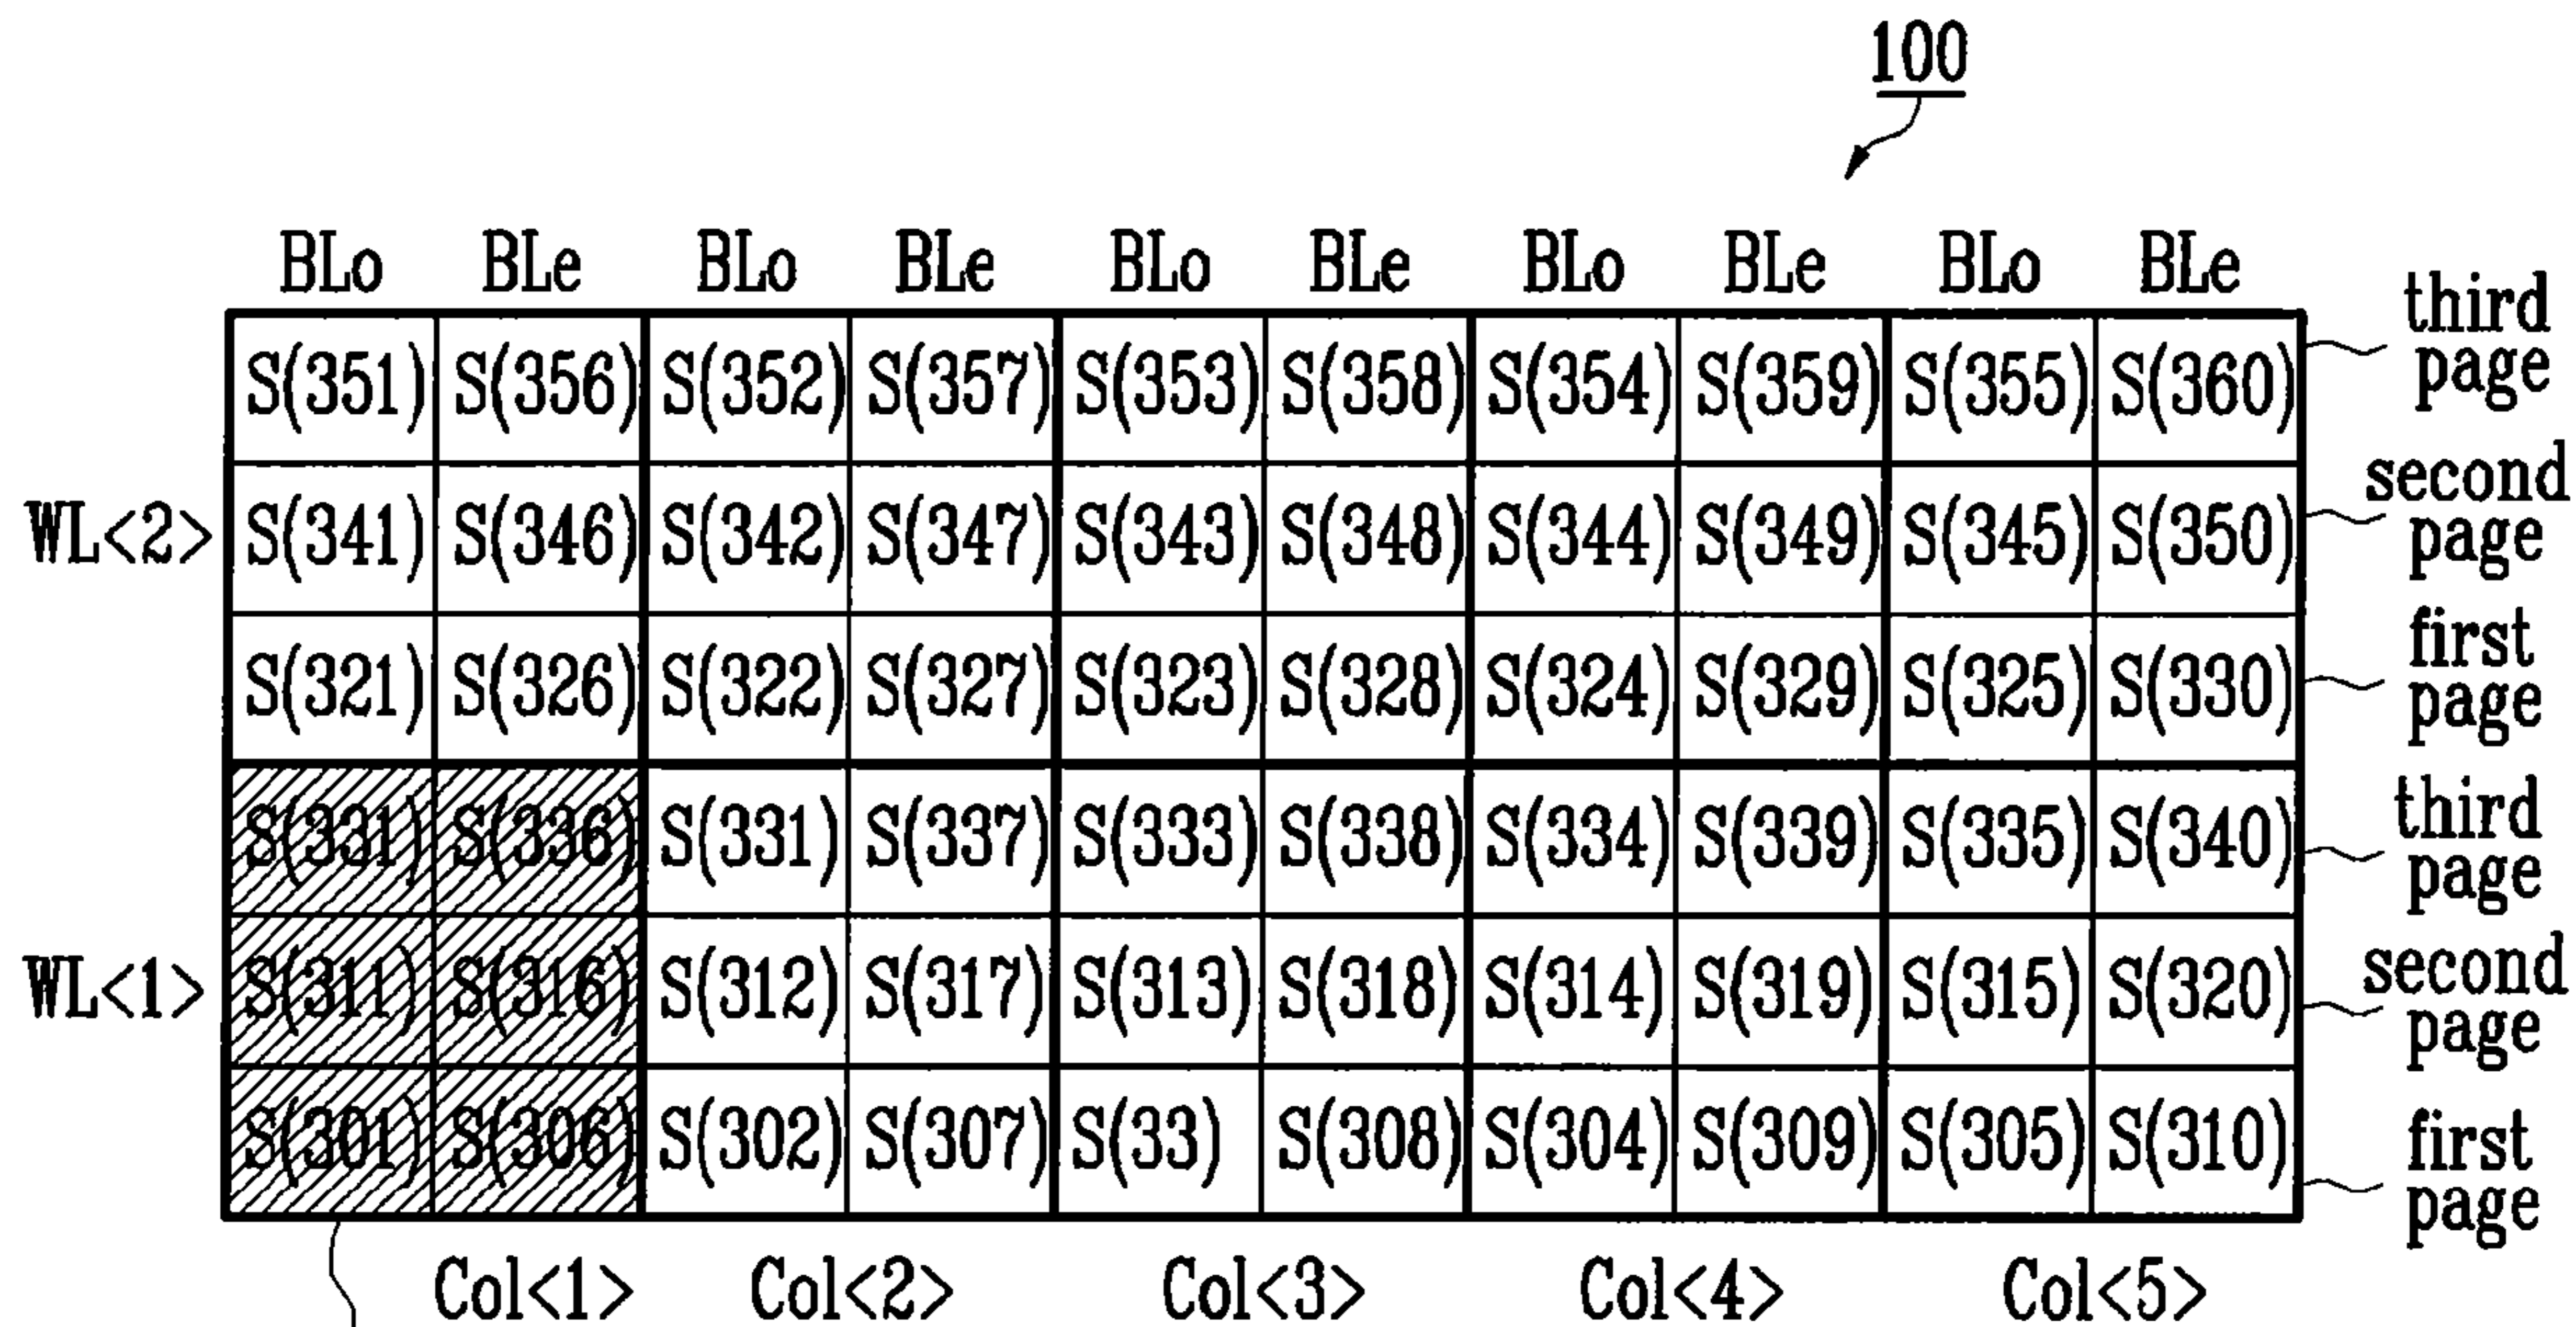 100
BLo BLe BLo BLe BLo BLe BLo BLe BLo BLe
S(351) S(356) S(352) S(357) S(353) S(358) S(354) S(359) S(355) S(360) third page
WL<2> S(341) S(346) S(342) S(347) S(343) S(348) S(344) S(349) S(345) S(350) second page
S(321) S(326) S(322) S(327) S(323) S(328) S(324) S(329) S(325) S(330) first page
S(331) S(336) S(331) S(337) S(333) S(338) S(334) S(339) S(335) S(340) third page
WL<1> S(311) S(316) S(312) S(317) S(313) S(318) S(314) S(319) S(315) S(320) second page
S(301) S(306) S(302) S(307) S(33) S(308) S(304) S(309) S(305) S(310) first page
Col<1> Col<2> Col<3> Col<4> Col<5>